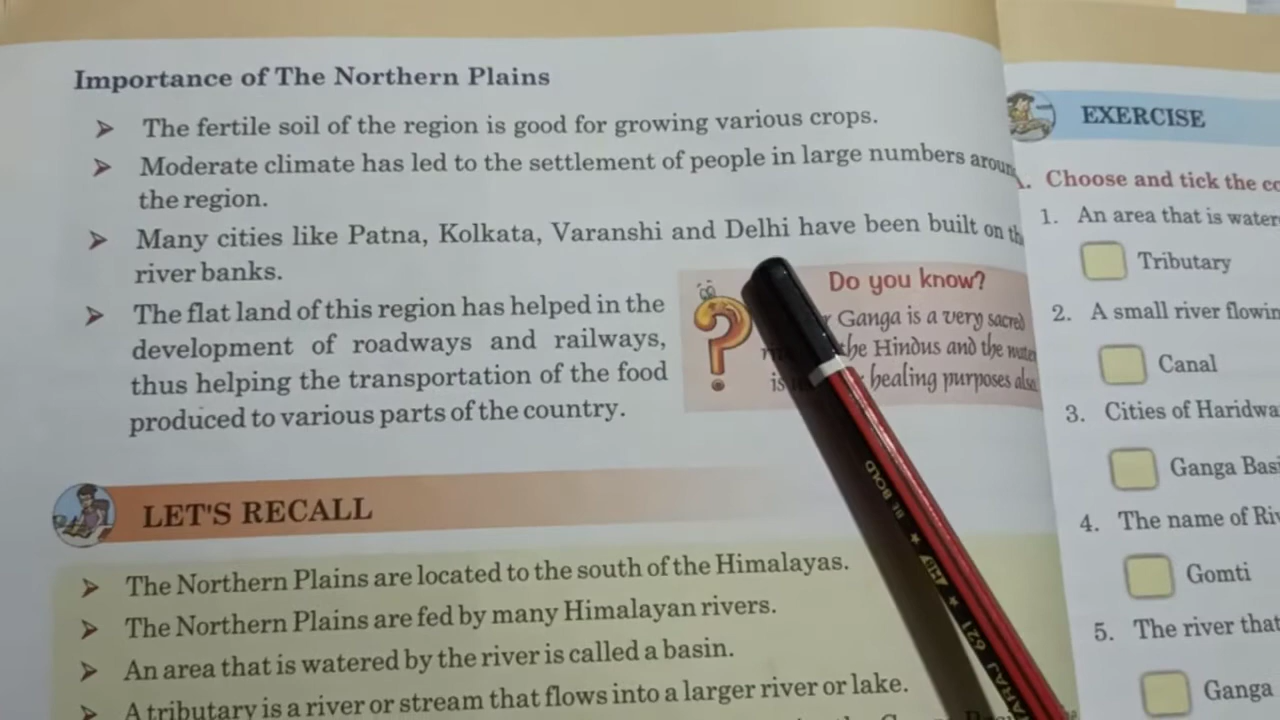 Importance of The Northern Plains
➤ The fertile soil of the region is good for growing various crops.
➤ Moderate climate has led to the settlement of people in large numbers
the region.
➤ Many cities like Patna, Kolkata, Varanshi and Delhi have been built on
river banks.
➤ The flat land of this region has helped in the
development of roadways and railways,
thus helping the transportation of the food
produced to various parts of the country.
Do you know?
Ganga is a very sacred
the Hindus and the
is healing purposes
LET'S RECALL
➤ The Northern Plains are located to the south of the Himalayas.
➤ The Northern Plains are fed by many Himalayan rivers.
➤ An area that is watered by the river is called a basin.
➤ A tributary is a river or stream that flows into a larger river or lake.
EXERCISE
Choose and tick the
1. An area that is
Tributary
2. A small river
Canal
3. Cities of
Ganga
4. The name of
Gomti
5. The river that
Ganga
BE BOLD
621